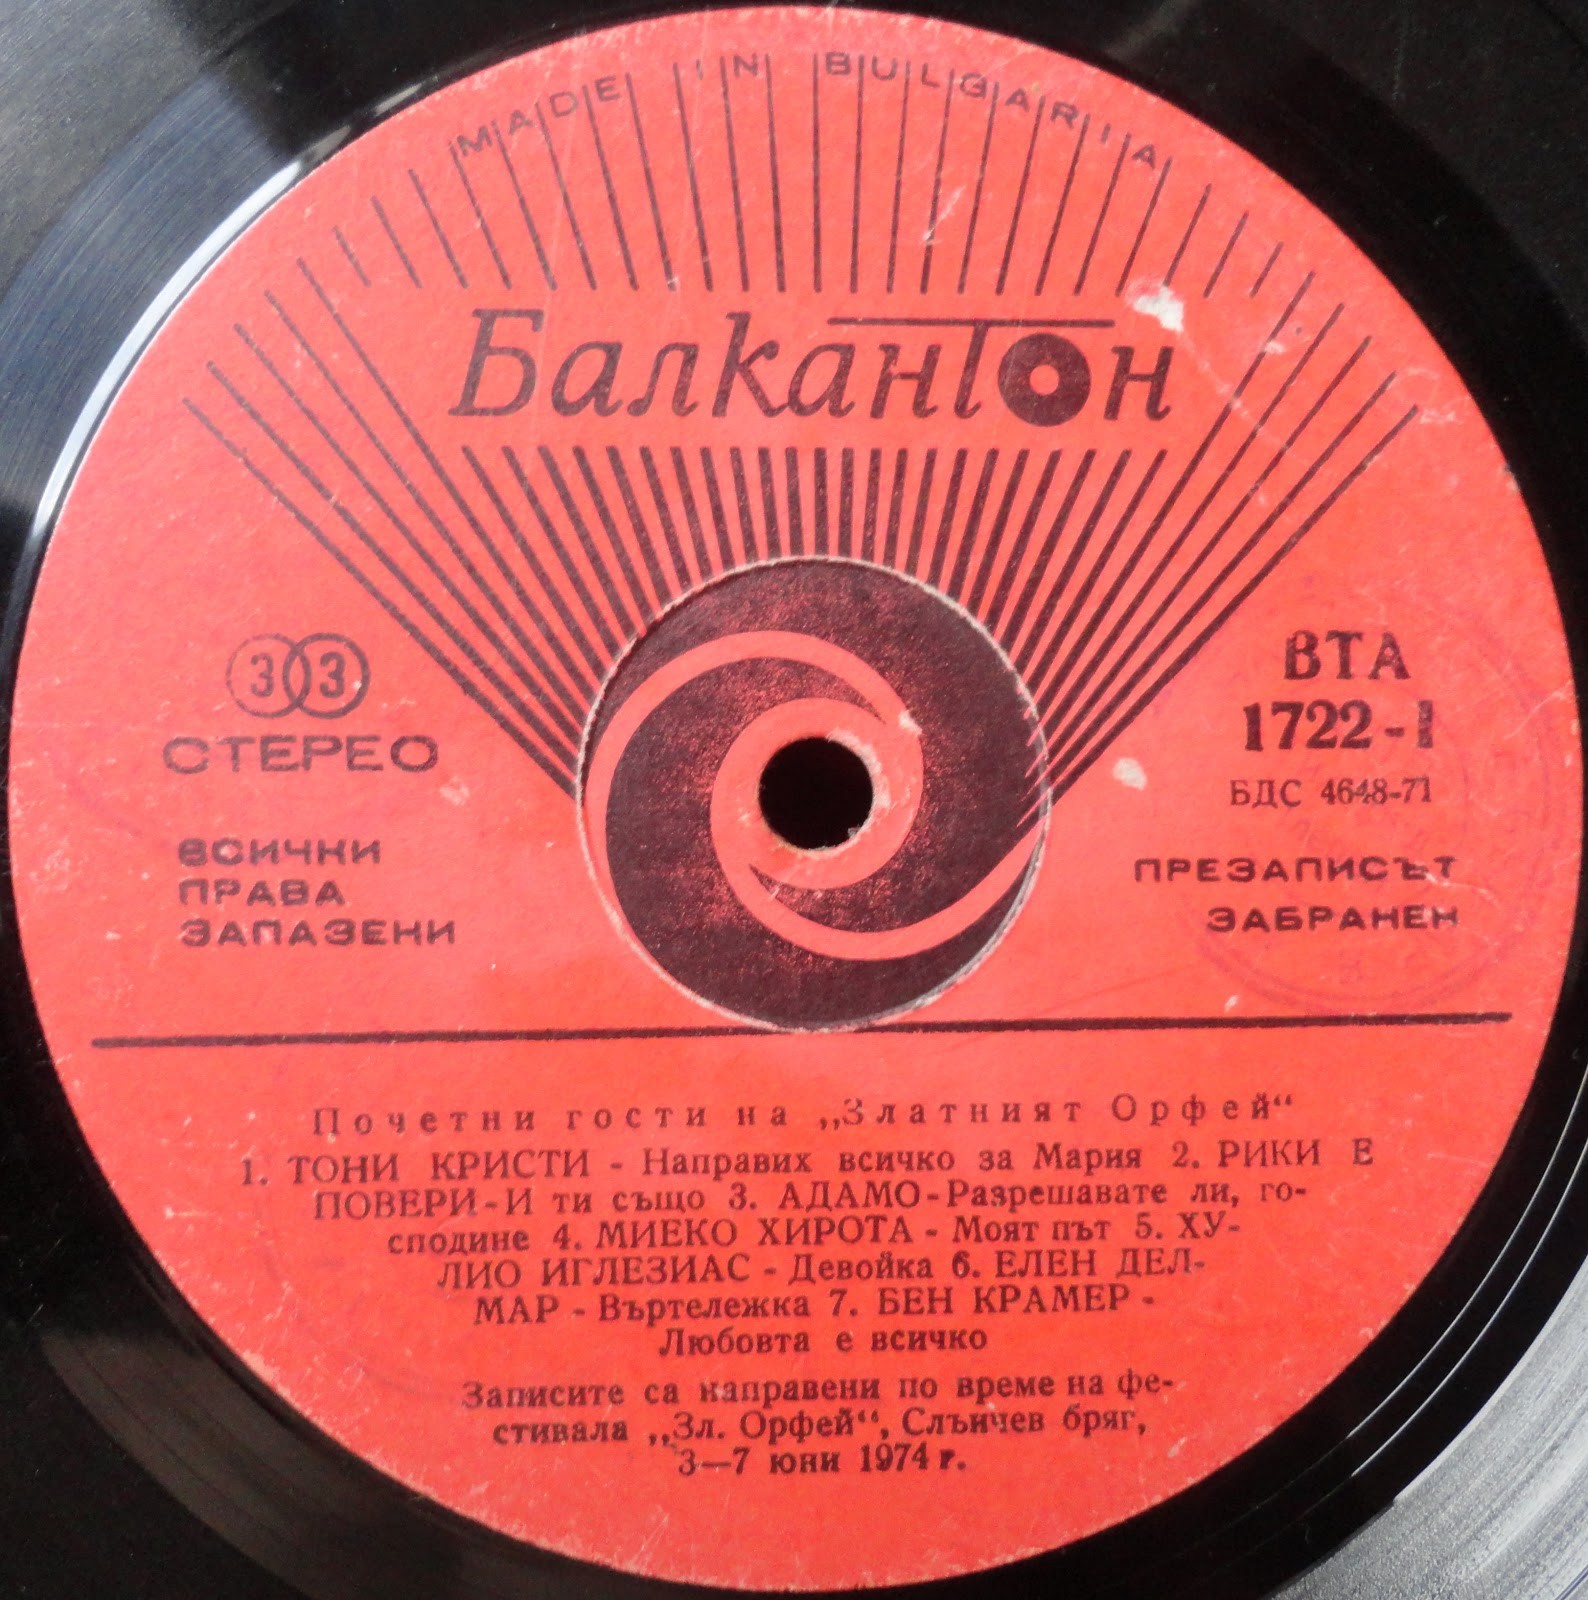 MADE IN BULGARIA
Балкантон
33
СТЕРЕО
ВСИЧКИ
ПРАВА
ЗАПАЗЕНИ
ВТА
1722-I
БДС 4648-71
ПРЕЗАПИСЪТ
ЗАБРАНЕН
Почетни гости на „Златният Орфей“
1. ТОНИ КРИСТИ - Направих всичко за Мария 2. РИКИ Е
ПОВЕРИ - И ти също 3. АДАМО - Разрешавате ли, го-
сподине 4. МИЕКО ХИРОТА - Моят път 5. ХУ-
ЛИО ИГЛЕЗИАС - Девойка 6. ЕЛЕН ДЕЛ-
МАР - Въртележка 7. БЕН КРАМЕР -
Любовта е всичко
Записите са направени по време на фе-
стивала „Зл. Орфей“, Слънчев бряг,
3—7 юни 1974 г.